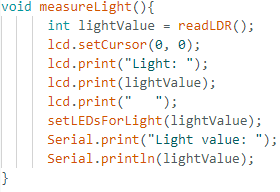 void measureLight(){
int lightValue = readLDR();
lcd.setCursor(0, 0);
lcd.print("Light: ");
lcd.print(lightValue);
lcd.print("   ");
setLEDsForLight(lightValue);
Serial.print("Light value: ");
Serial.println(lightValue);
}